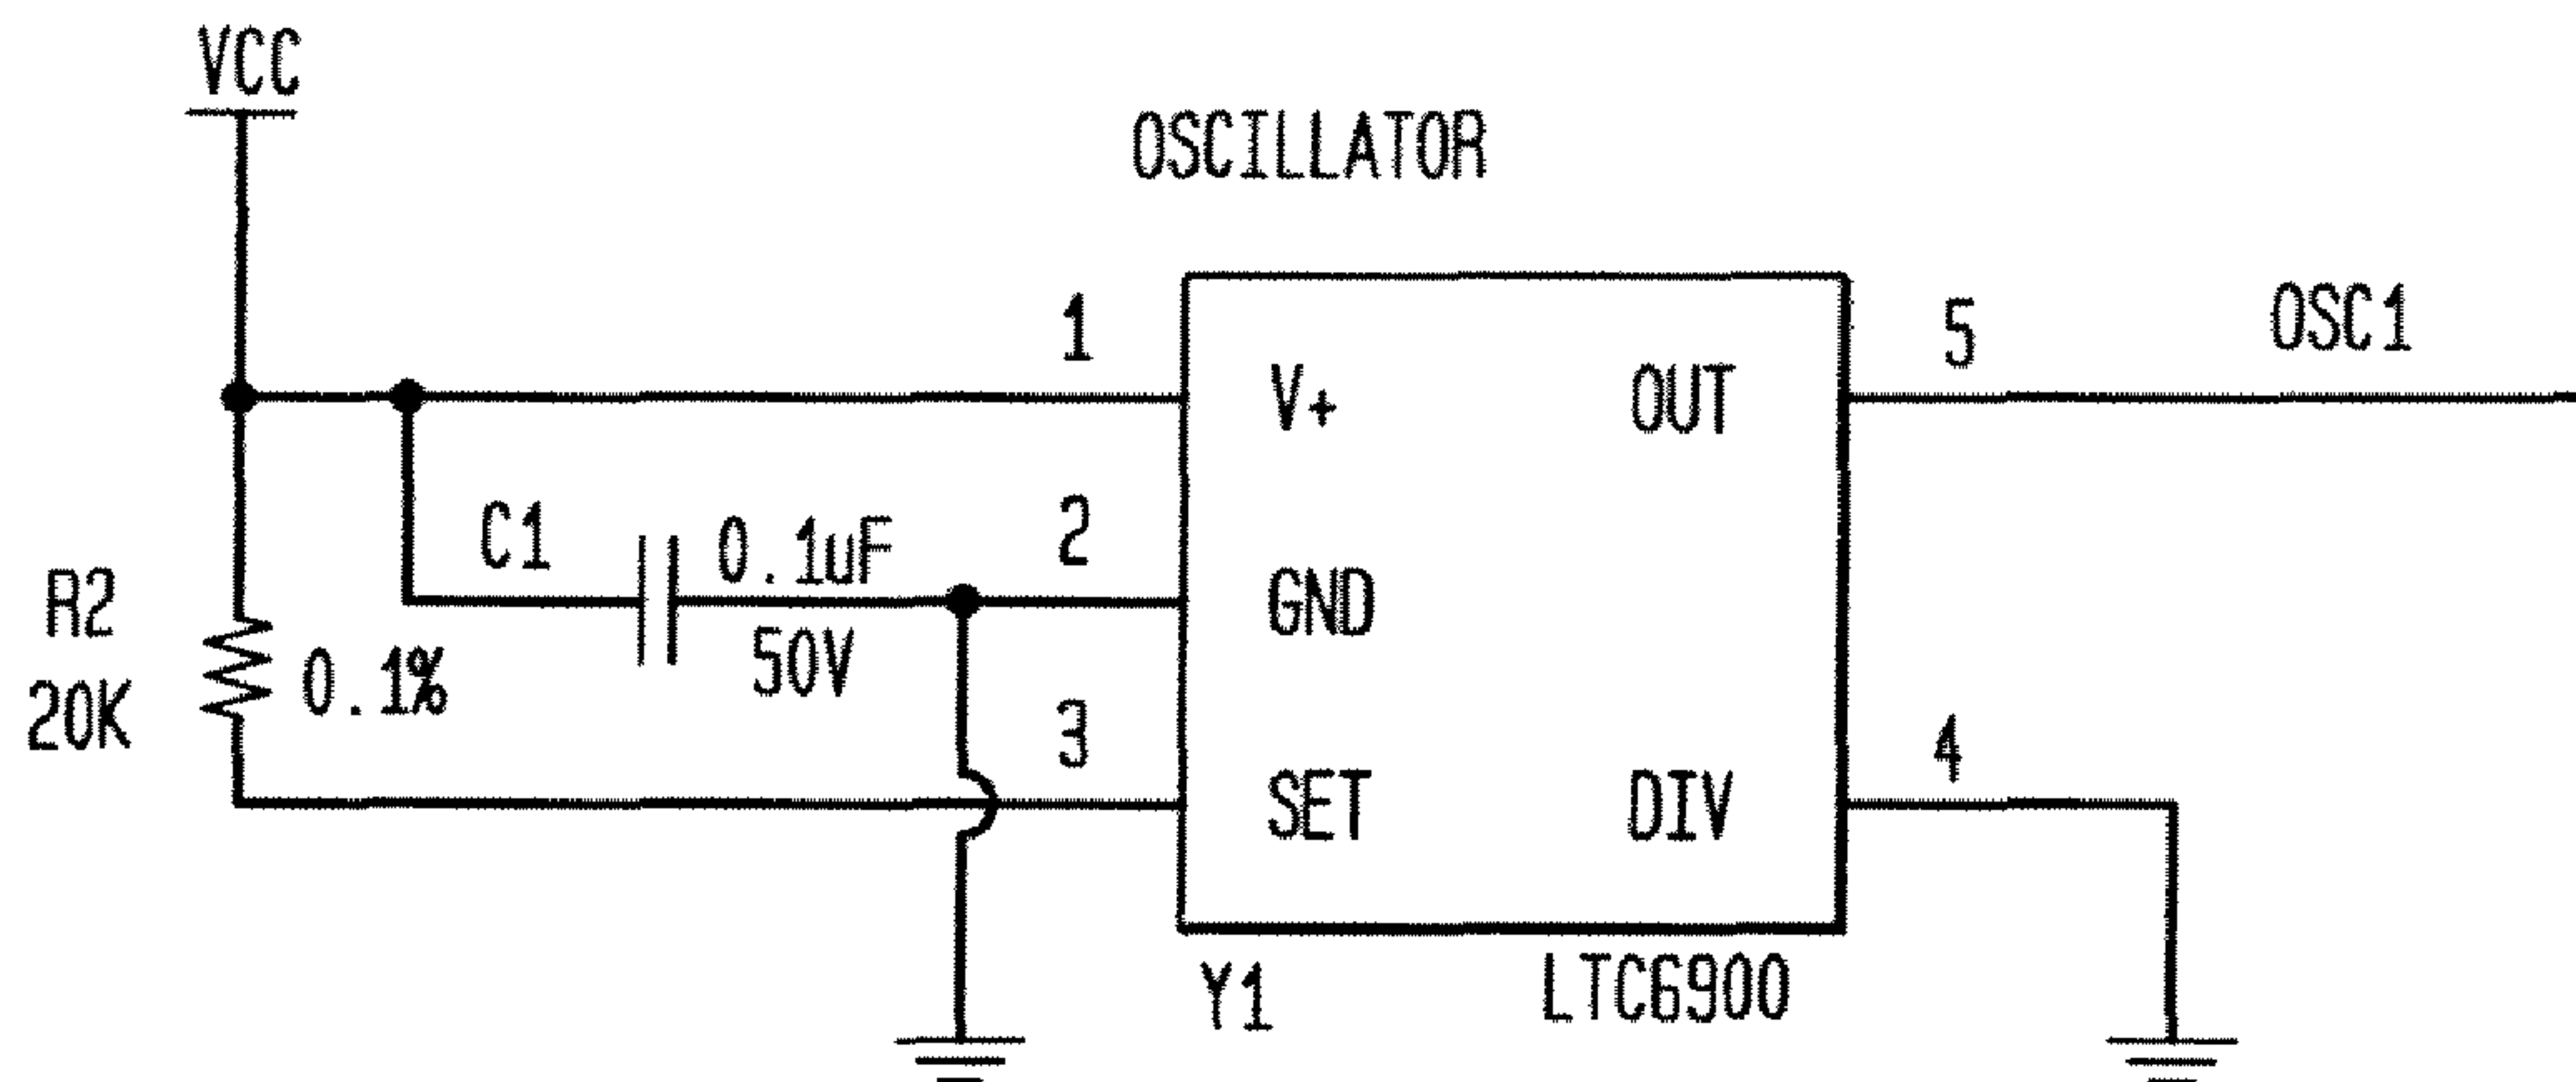 VCC
OSCILLATOR
1
5
OSC1
V+
OUT
C1
0.1uF
2
R2
GND
50V
20K
0.1%
3
4
SET
DIV
Y1
LTC6900